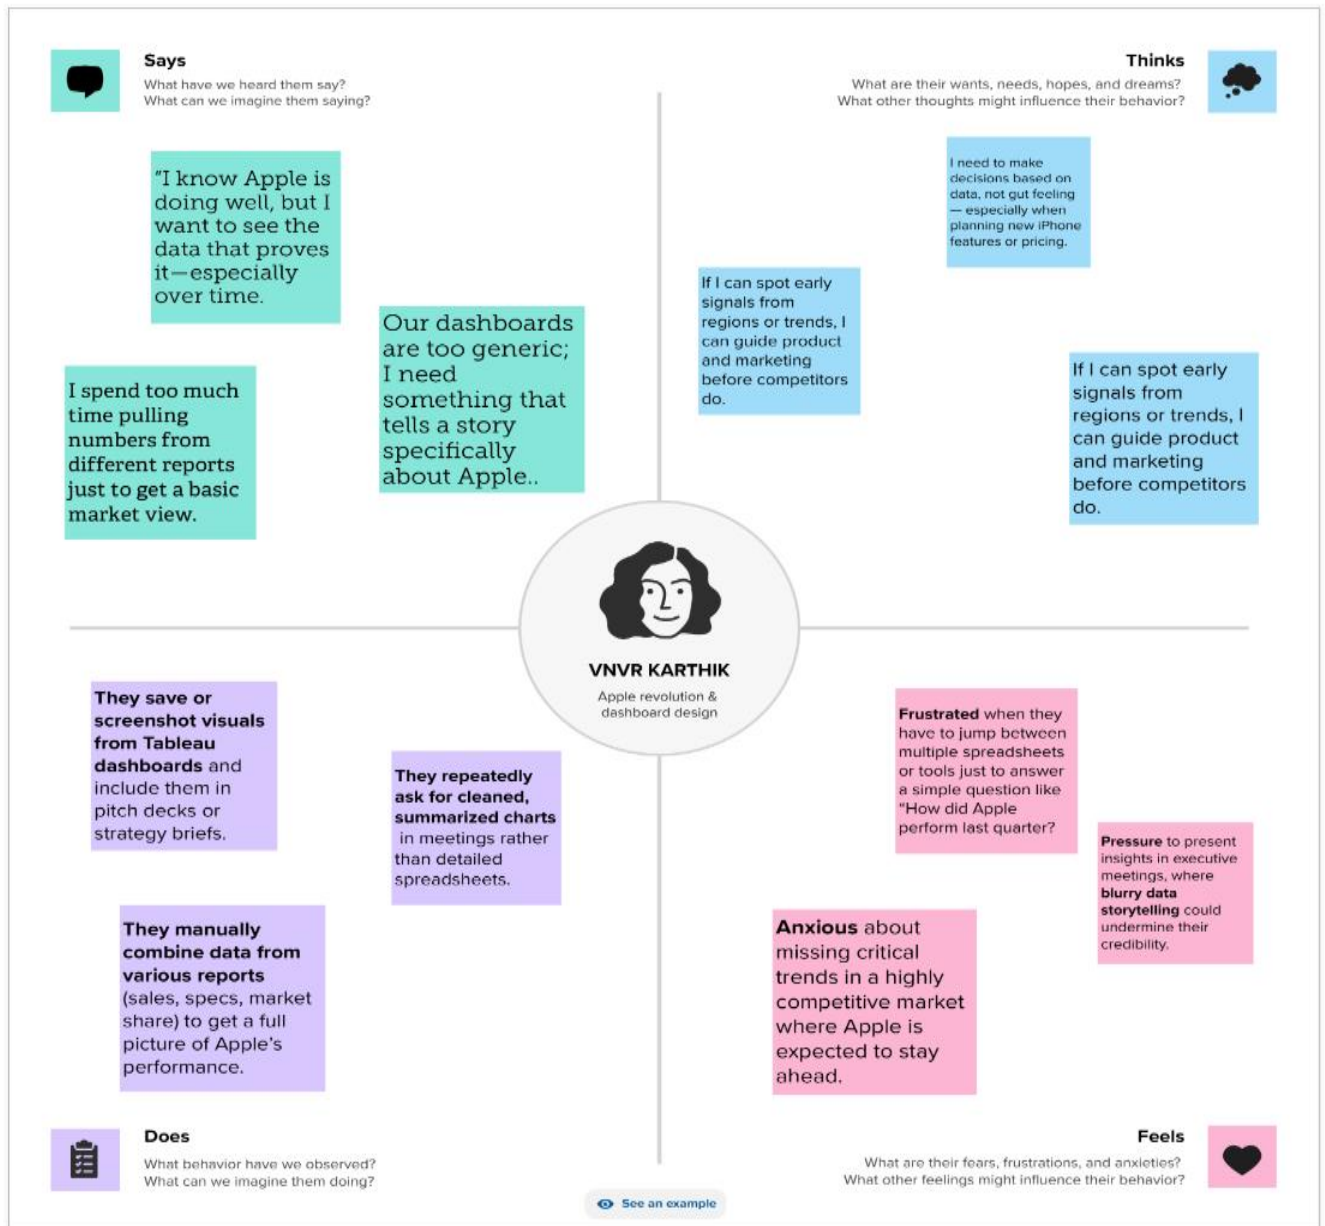 Says
What have we heard them say?
What can we imagine them saying?
Thinks
What are their wants, needs, hopes, and dreams?
What other thoughts might influence their behavior?
"I know Apple is
doing well, but I
want to see the
data that proves
it—especially
over time.
Our dashboards
are too generic;
I need
something that
tells a story
specifically
about Apple..
I spend too much
time pulling
numbers from
different reports
just to get a basic
market view.
I need to make
decisions based on
data, not gut feeling
— especially when
planning new iPhone
features or pricing.
If I can spot early
signals from
regions or trends, I
can guide product
and marketing
before competitors
do.
If I can spot early
signals from
regions or trends, I
can guide product
and marketing
before competitors
do.
VNVR KARTHIK
Apple revolution &
dashboard design
They save or
screenshot visuals
from Tableau
dashboards and
include them in
pitch decks or
strategy briefs.
They repeatedly
ask for cleaned,
summarized charts
in meetings rather
than detailed
spreadsheets.
They manually
combine data from
various reports
(sales, specs, market
share) to get a full
picture of Apple's
performance.
Frustrated when they
have to jump between
multiple spreadsheets
or tools just to answer
a simple question like
"How did Apple
perform last quarter?
Pressure to present
insights in executive
meetings, where
blurry data
storytelling could
undermine their
credibility.
Anxious about
missing critical
trends in a highly
competitive market
where Apple is
expected to stay
ahead.
Does
What behavior have we observed?
What can we imagine them doing?
Feels
What are their fears, frustrations, and anxieties?
What other feelings might influence their behavior?
See an example